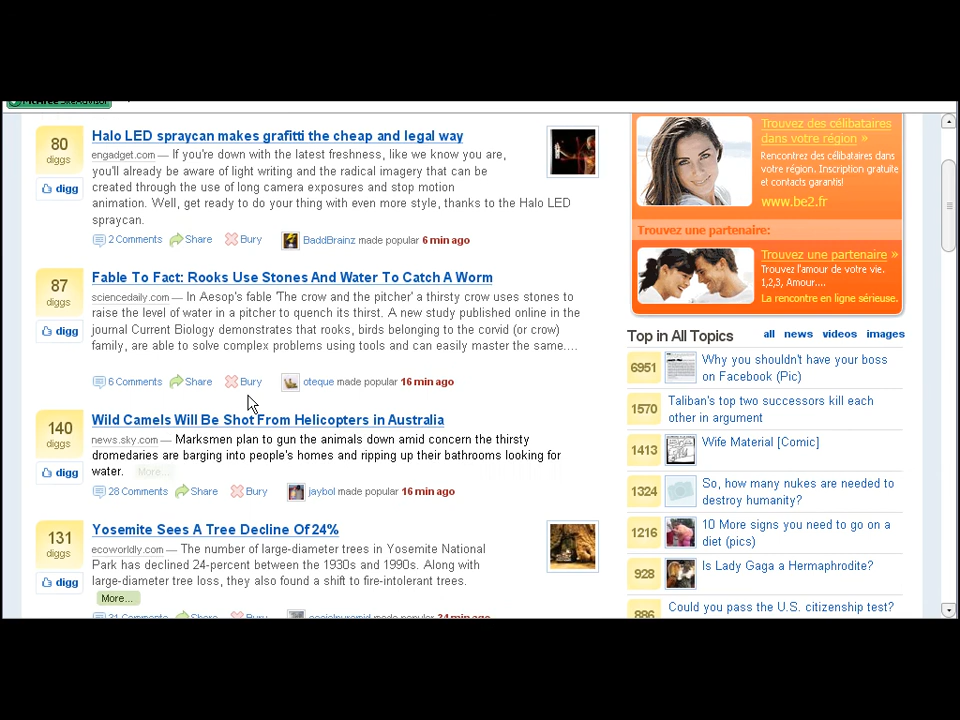 McAfee SiteAdvisor
80
diggs
digg
Halo LED spraycan makes grafitti the cheap and legal way
engadget.com — If you're down with the latest freshness, like we know you are,
you'll already be aware of light writing and the radical imagery that can be
created through the use of long camera exposures and stop motion
animation. Well, get ready to do your thing with even more style, thanks to the Halo LED
spraycan.
2 Comments Share Bury BaddBrainz made popular 6 min ago
87
diggs
digg
Fable To Fact: Rooks Use Stones And Water To Catch A Worm
sciencedaily.com — In Aesop's fable 'The crow and the pitcher' a thirsty crow uses stones to
raise the level of water in a pitcher to quench its thirst. A new study published online in the
journal Current Biology demonstrates that rooks, birds belonging to the corvid (or crow)
family, are able to solve complex problems using tools and can easily master the same....
6 Comments Share Bury oteque made popular 16 min ago
140
diggs
digg
Wild Camels Will Be Shot From Helicopters in Australia
news.sky.com — Marksmen plan to gun the animals down amid concern the thirsty
dromedaries are barging into people's homes and ripping up their bathrooms looking for
water. More...
28 Comments Share Bury jaybol made popular 16 min ago
131
diggs
digg
Yosemite Sees A Tree Decline Of 24%
ecoworldly.com — The number of large-diameter trees in Yosemite National
Park has declined 24-percent between the 1930s and 1990s. Along with
large-diameter tree loss, they also found a shift to fire-intolerant trees.
More...
Comments Share Bury made popular 34 min ago
Trouvez des célibataires
dans votre région »
Rencontrez des célibataires dans
votre région. Inscription gratuite
et contacts garantis!
www.be2.fr
Trouvez une partenaire:
Trouvez une partenaire »
Trouvez l'amour de votre vie.
1,2,3, Amour....
La rencontre en ligne sérieuse.
Top in All Topics all news videos images
6951 Why you shouldn't have your boss
on Facebook (Pic)
1570 Taliban's top two successors kill each
other in argument
1413 Wife Material [Comic]
1324 So, how many nukes are needed to
destroy humanity?
1216 10 More signs you need to go on a
diet (pics)
928 Is Lady Gaga a Hermaphrodite?
886 Could you pass the U.S. citizenship test?